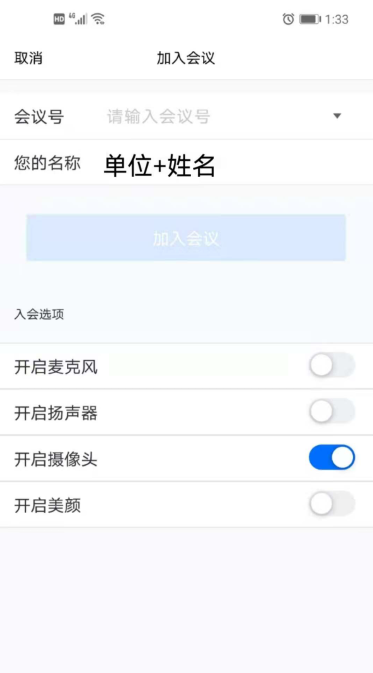 HD 4G 1:33
取消 加入会议
会议号 请输入会议号
您的名称 单位+姓名
加入会议
入会选项
开启麦克风
开启扬声器
开启摄像头
开启美颜